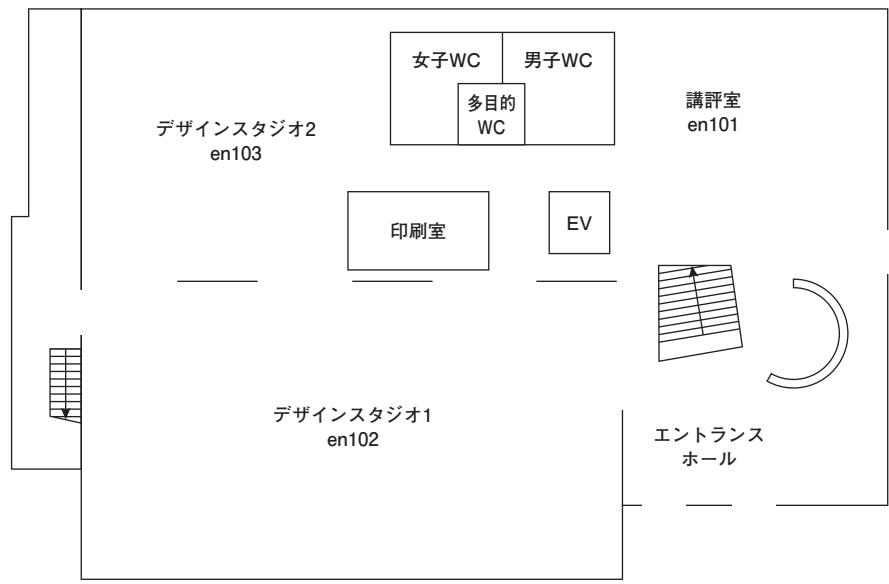 女子WC
男子WC
多目的
WC
講評室
en101
デザインスタジオ2
en103
印刷室
EV
デザインスタジオ1
en102
エントランス
ホール